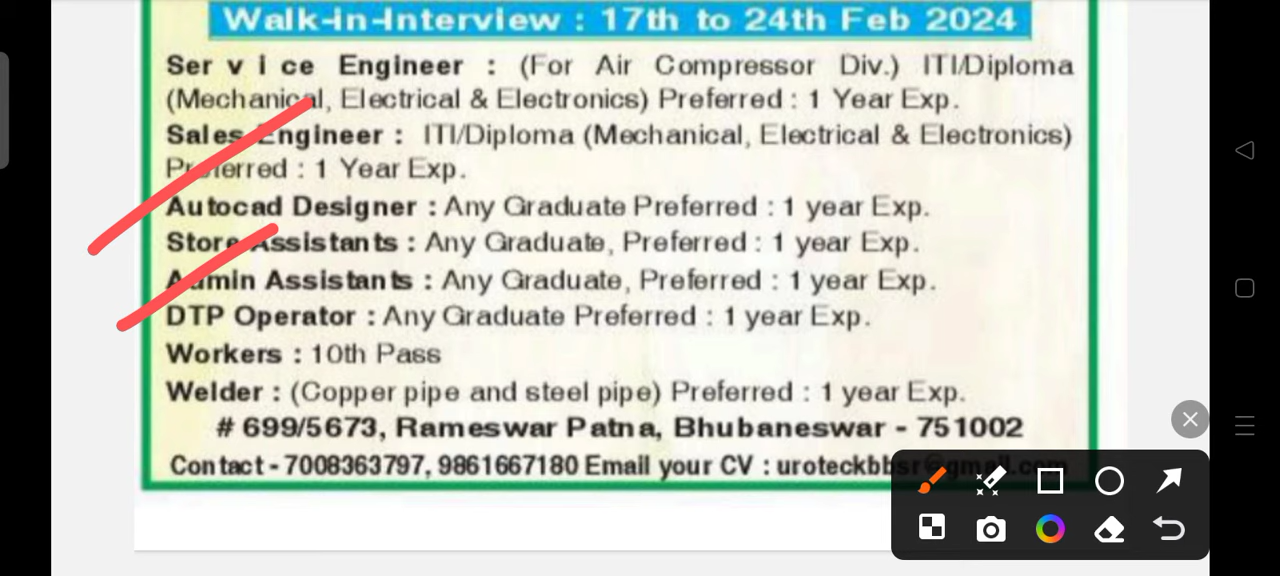 Walk-in-Interview : 17th to 24th Feb 2024
Ser v i ce Engineer : (For Air Compressor Div.) ITI/Diploma
(Mechanical, Electrical & Electronics) Preferred : 1 Year Exp.
Sales Engineer : ITI/Diploma (Mechanical, Electrical & Electronics)
Preferred : 1 Year Exp.
Autocad Designer : Any Graduate Preferred : 1 year Exp.
Store Assistants : Any Graduate, Preferred : 1 year Exp.
Admin Assistants : Any Graduate, Preferred : 1 year Exp.
DTP Operator : Any Graduate Preferred : 1 year Exp.
Workers : 10th Pass
Welder : (Copper pipe and steel pipe) Preferred : 1 year Exp.
# 699/5673, Rameswar Patna, Bhubaneswar - 751002
Contact - 7008363797, 9861667180 Email your CV : uroteckbbsr@gmail.com